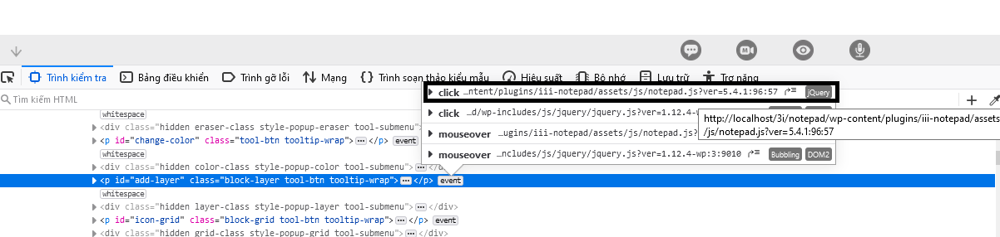 Trình kiểm tra Bảng điều khiển Trình gỡ lỗi Mạng Trình soạn thảo kiểu mẫu Hiệu suất Bộ nhớ Lưu trữ Trợ năng
Tìm kiếm HTML
click …ntent/plugins/iii-notepad/assets/js/notepad.js?ver=5.4.1:96:57 jQuery
click …d/wp-includes/js/jquery/jquery.js?ver=1.12.4-w
mouseover …ugins/iii-notepad/assets/js/notepad.js?
mouseover …ncludes/js/jquery/jquery.js?ver=1.12.4-wp:3:9010 Bubbling DOM2
http://localhost/3i/notepad/wp-content/plugins/iii-notepad/assets
/js/notepad.js?ver=5.4.1:96:57
whitespace
<div class="hidden eraser-class style-popup-eraser tool-submenu"
<p id="change-color" class="tool-btn tooltip-wrap"> </p> event
whitespace
<div class="hidden color-class style-popup-color tool-submenu"> </div>
<p id="add-layer" class="block-layer tool-btn tooltip-wrap"> </p> event
whitespace
<div class="hidden layer-class style-popup-layer tool-submenu"> </div>
<p id="icon-grid" class="block-grid tool-btn tooltip-wrap"> </p> event
<div class="hidden grid-class style-popup-grid tool-submenu"> </div>